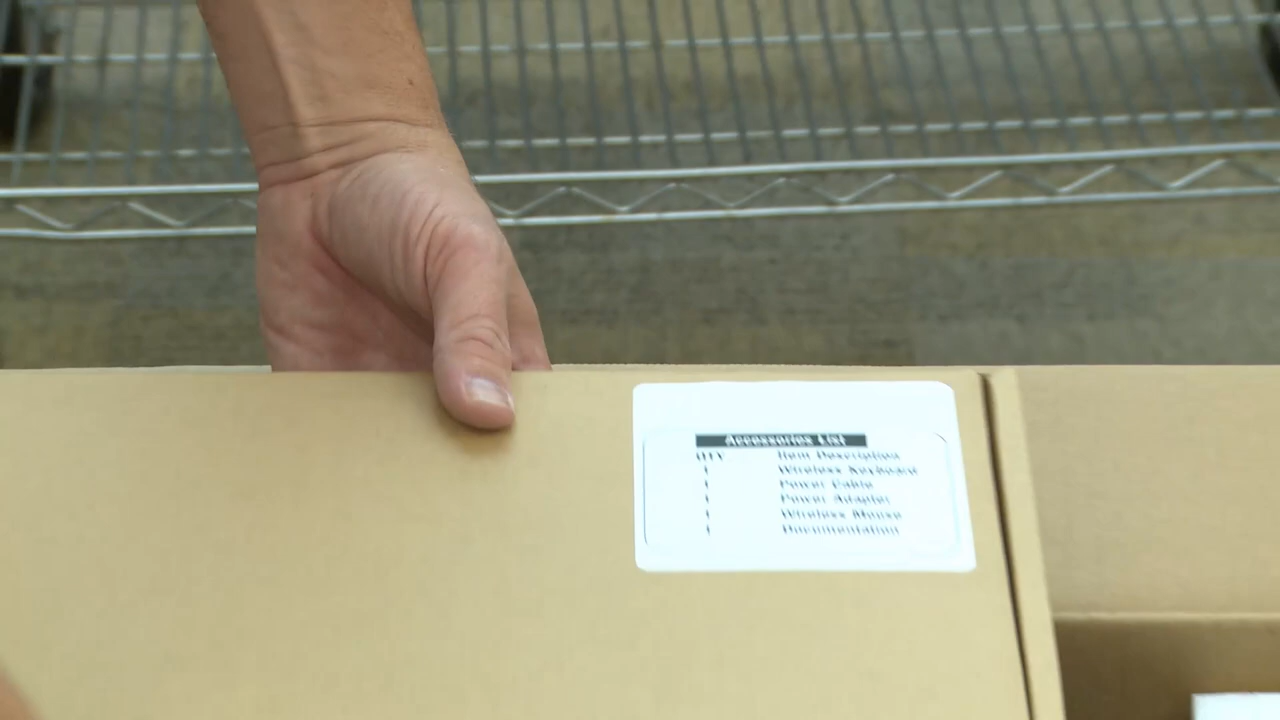 Accessories List
QTY Item Description
1 Wireless Keyboard
1 Power Cable
1 Power Adapter
1 Wireless Mouse
1 Documentation